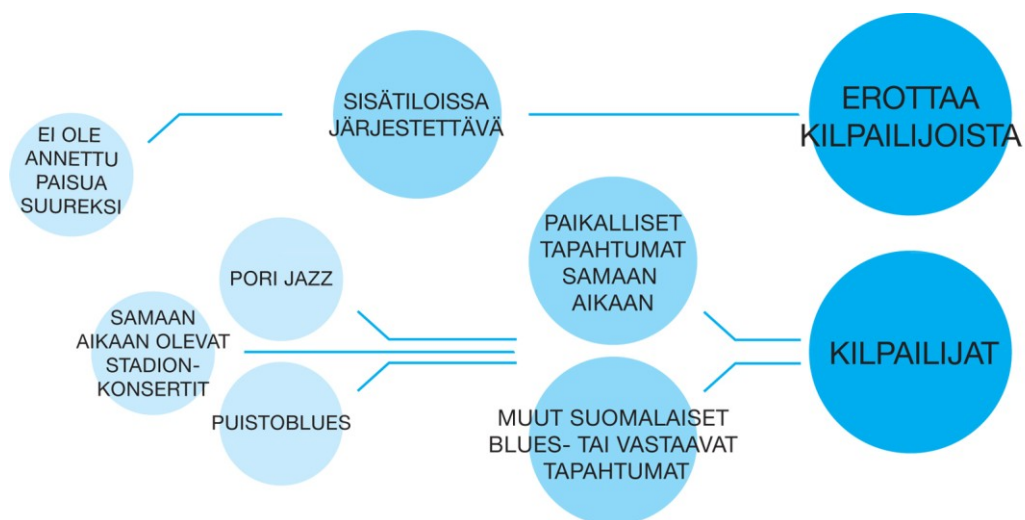 EI OLE
ANNETTU
PAISUA
SUUREKSI
SISÄTILOISSA
JÄRJESTETTÄVÄ
EROTTAA
KILPAILIJOISTA
SAMAAN
AIKAAN OLEVAT
STADION-
KONSERTIT
PORI JAZZ
PUISTOBLUES
PAIKALLISET
TAPAHTUMAT
SAMAAN
AIKAAN
MUUT SUOMALAISET
BLUES- TAI VASTAAVAT
TAPAHTUMAT
KILPAILIJAT